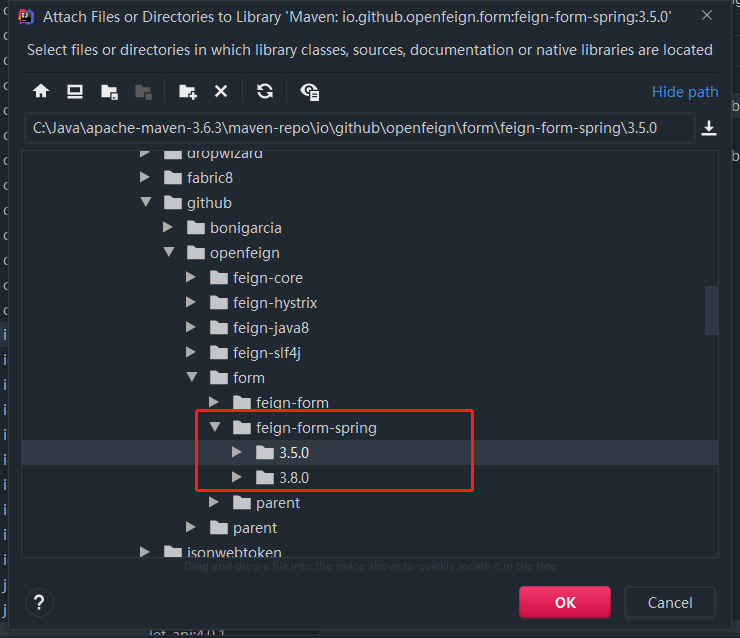 Attach Files or Directories to Library 'Maven: io.github.openfeign.form:feign-form-spring:3.5.0'
Select files or directories in which library classes, sources, documentation or native libraries are located
Hide path
C:\Java\apache-maven-3.6.3\maven-repo\io\github\openfeign\form\feign-form-spring\3.5.0
dropwizard
fabric8
github
bonigarcia
openfeign
feign-core
feign-hystrix
feign-java8
feign-slf4j
form
feign-form
feign-form-spring
3.5.0
3.8.0
parent
parent
jsonwebtoken
Drag and drop a file into the space above to quickly locate it in the tree
?
OK
Cancel